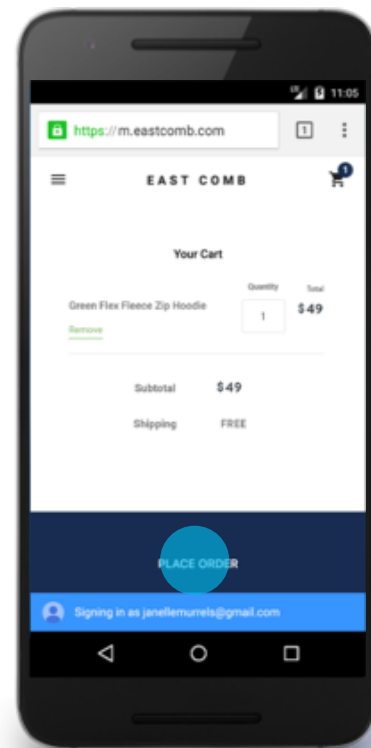 LTE 11:05
https://m.eastcomb.com 1
EAST COMB 1
Your Cart
Quantity Total
Green Flex Fleece Zip Hoodie 1 $49
Remove
Subtotal $49
Shipping FREE
PLACE ORDER
Signing in as janellemurrels@gmail.com